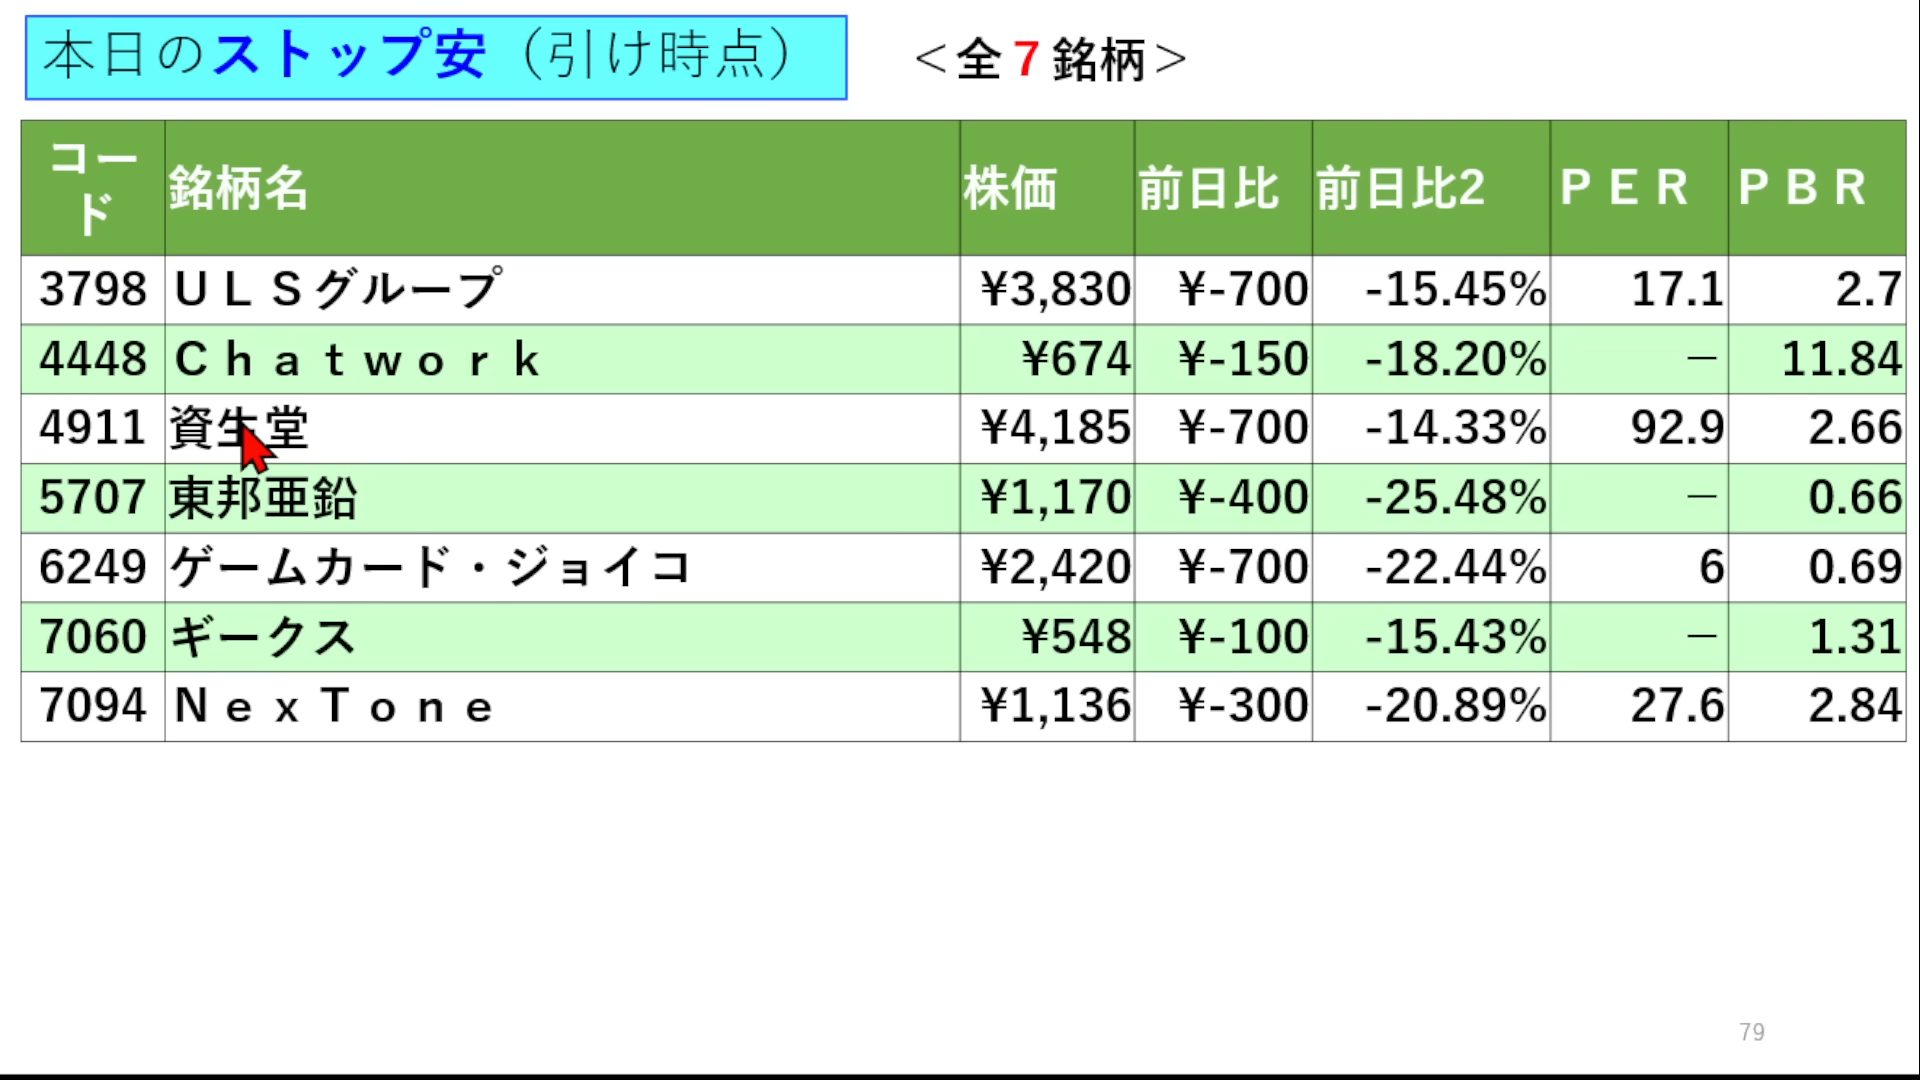 本日のストップ安（引け時点）
＜全７銘柄＞
コード 銘柄名 株価 前日比 前日比2 ＰＥＲ ＰＢＲ
3798 ＵＬＳグループ ¥3,830 ¥-700 -15.45% 17.1 2.7
4448 Ｃｈａｔｗｏｒｋ ¥674 ¥-150 -18.20% － 11.84
4911 資生堂 ¥4,185 ¥-700 -14.33% 92.9 2.66
5707 東邦亜鉛 ¥1,170 ¥-400 -25.48% － 0.66
6249 ゲームカード・ジョイコ ¥2,420 ¥-700 -22.44% 6 0.69
7060 ギークス ¥548 ¥-100 -15.43% － 1.31
7094 ＮｅｘＴｏｎｅ ¥1,136 ¥-300 -20.89% 27.6 2.84
79